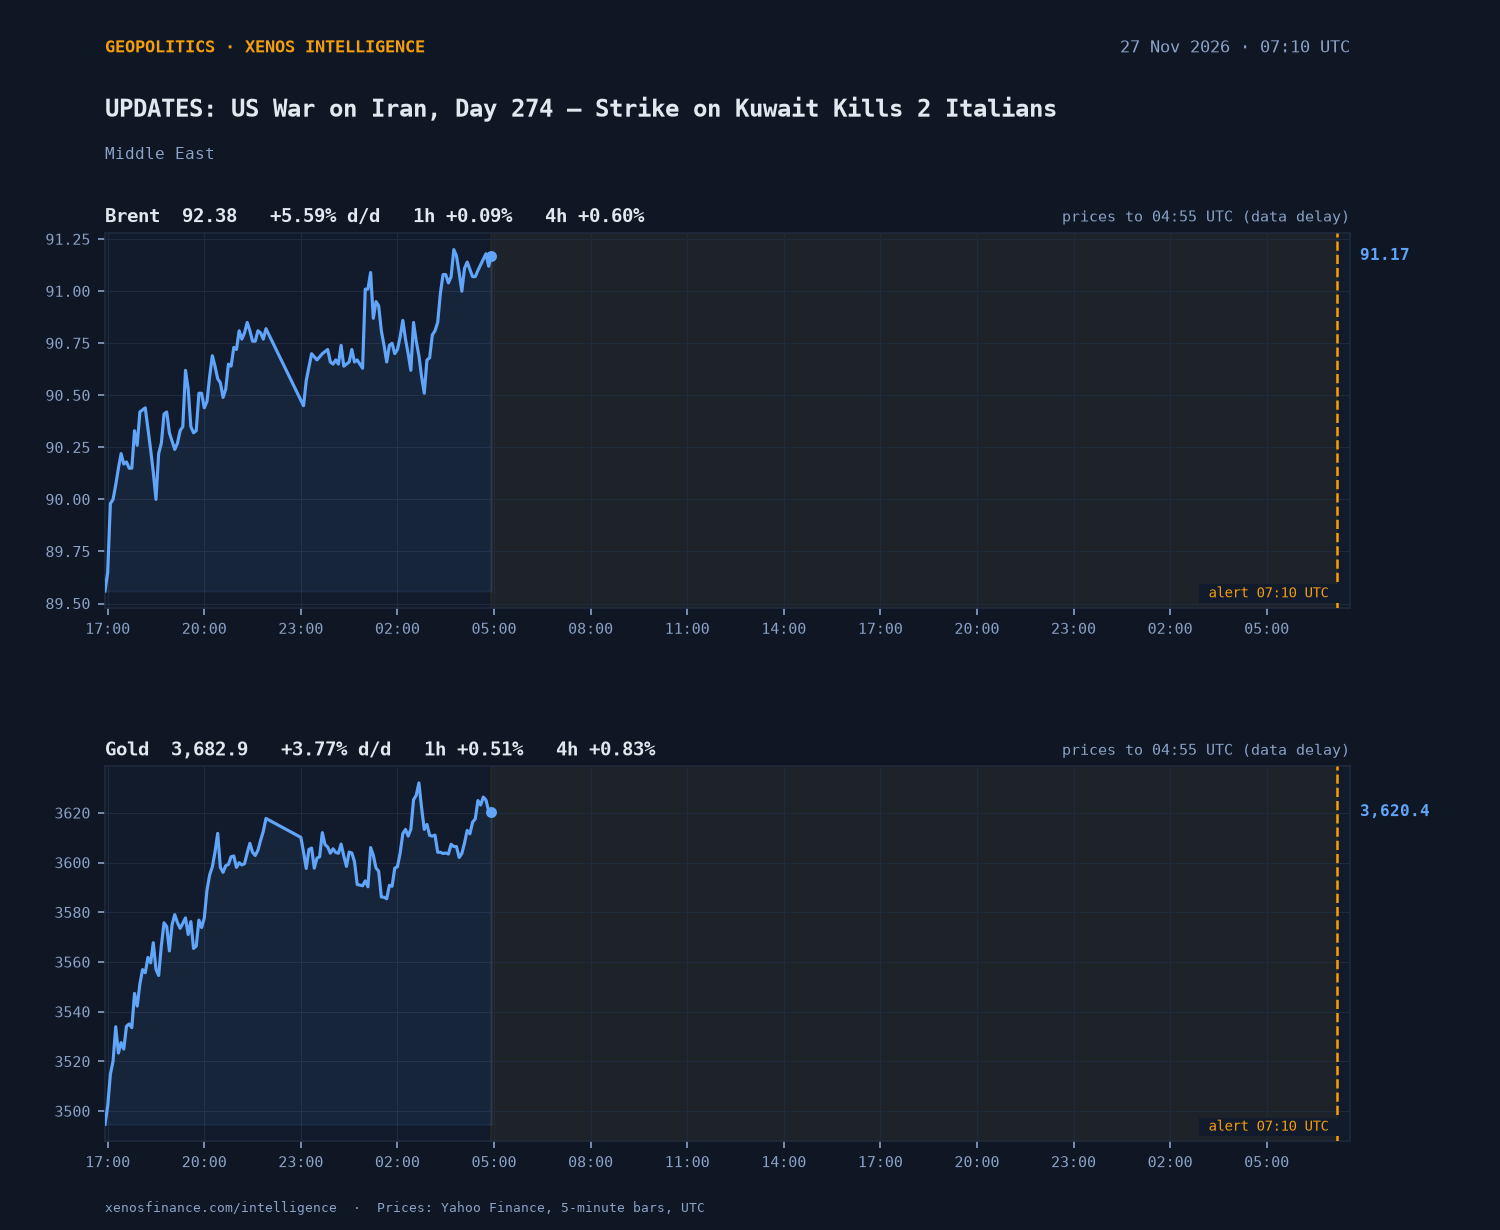 GEOPOLITICS · XENOS INTELLIGENCE
27 Nov 2026 · 07:10 UTC
UPDATES: US War on Iran, Day 274 — Strike on Kuwait Kills 2 Italians
Middle East
Brent 92.38 +5.59% d/d 1h +0.09% 4h +0.60%
prices to 04:55 UTC (data delay)
91.25
91.00
90.75
90.50
90.25
90.00
89.75
89.50
91.17
alert 07:10 UTC
17:00 20:00 23:00 02:00 05:00 08:00 11:00 14:00 17:00 20:00 23:00 02:00 05:00
Gold 3,682.9 +3.77% d/d 1h +0.51% 4h +0.83%
prices to 04:55 UTC (data delay)
3620
3600
3580
3560
3540
3520
3500
3,620.4
alert 07:10 UTC
17:00 20:00 23:00 02:00 05:00 08:00 11:00 14:00 17:00 20:00 23:00 02:00 05:00
xenosfinance.com/intelligence · Prices: Yahoo Finance, 5-minute bars, UTC